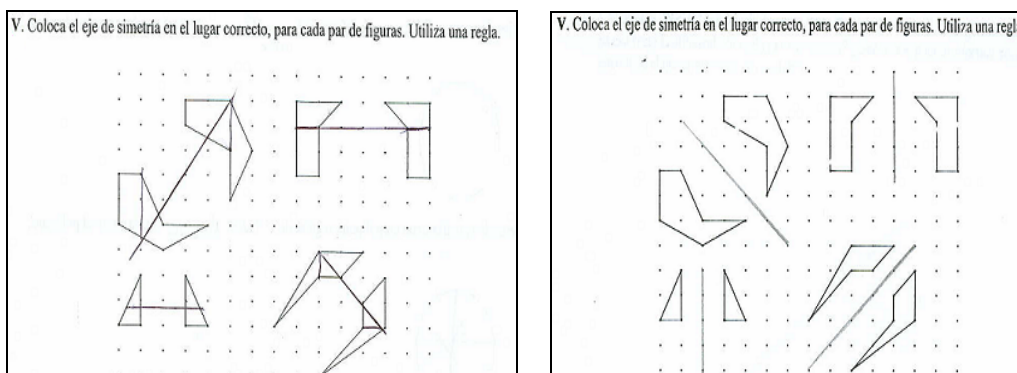 V. Coloca el eje de simetría en el lugar correcto, para cada par de figuras. Utiliza una regla.
V. Coloca el eje de simetría en el lugar correcto, para cada par de figuras. Utiliza una regl